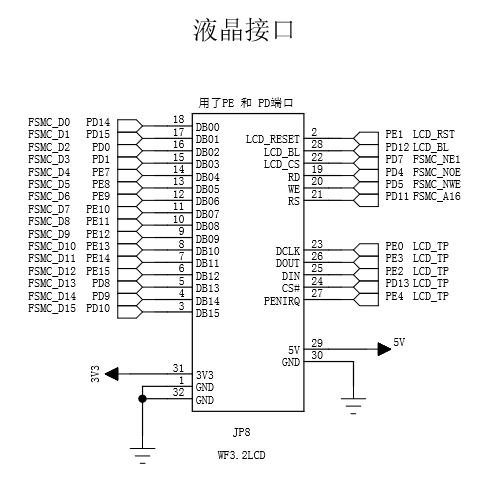 液晶接口
用了PE 和 PD端口
FSMC_D0 PD14 18 DB00
FSMC_D1 PD15 17 DB01
FSMC_D2 PD0 16 DB02
FSMC_D3 PD1 15 DB03
FSMC_D4 PE7 14 DB04
FSMC_D5 PE8 13 DB05
FSMC_D6 PE9 12 DB06
FSMC_D7 PE10 11 DB07
FSMC_D8 PE11 10 DB08
FSMC_D9 PE12 9 DB09
FSMC_D10 PE13 8 DB10
FSMC_D11 PE14 7 DB11
FSMC_D12 PE15 6 DB12
FSMC_D13 PD8 5 DB13
FSMC_D14 PD9 4 DB14
FSMC_D15 PD10 3 DB15
3V3 31 3V3
1 GND
32 GND
LCD_RESET 2 PE1 LCD_RST
LCD_BL 28 PD12 LCD_BL
LCD_CS 22 PD7 FSMC_NE1
RD 19 PD4 FSMC_NOE
WE 20 PD5 FSMC_NWE
RS 21 PD11 FSMC_A16
DCLK 23 PE0 LCD_TP
DOUT 26 PE3 LCD_TP
DIN 25 PE2 LCD_TP
CS# 24 PD13 LCD_TP
PENIRQ 27 PE4 LCD_TP
5V 29 5V
GND 30
JP8
WF3.2LCD